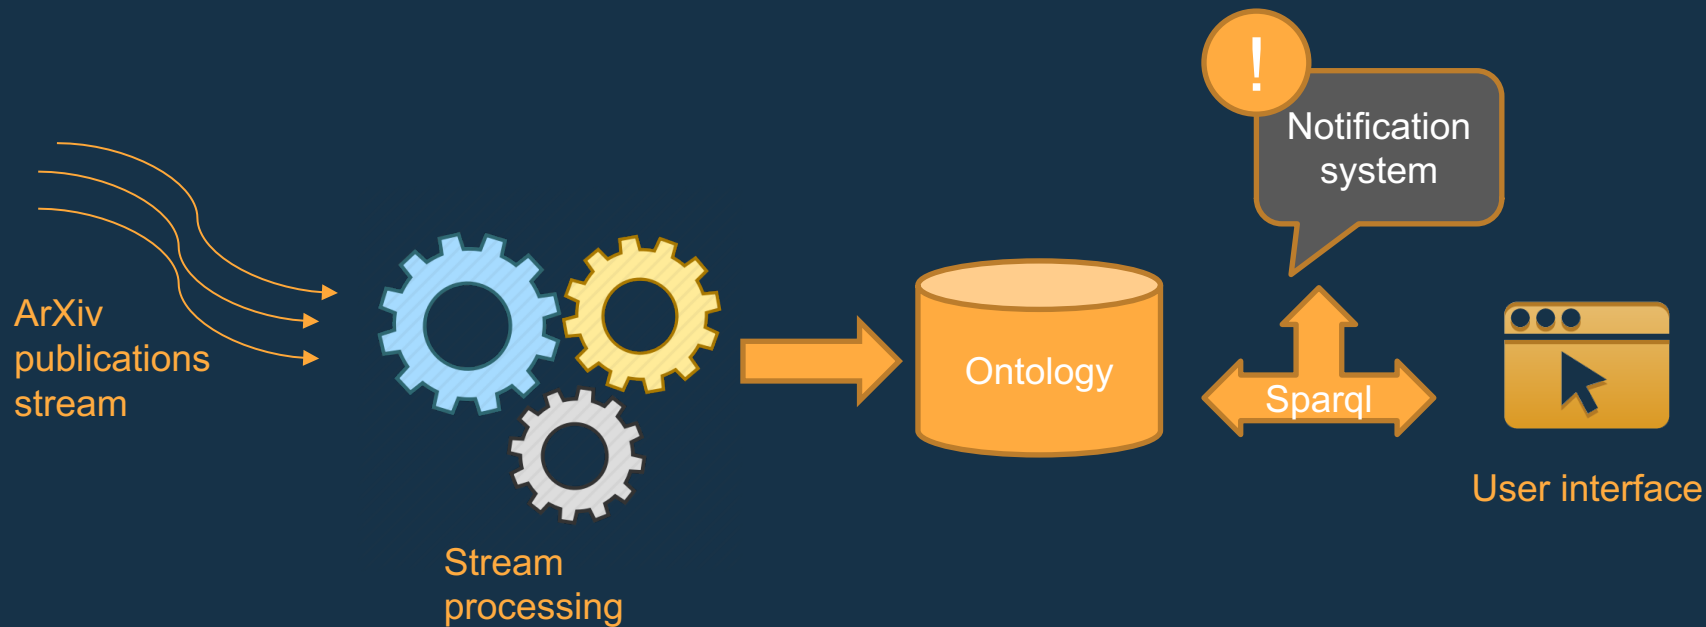 ArXiv
publications
stream
Stream
processing
Ontology
!
Notification
system
Sparql
User interface